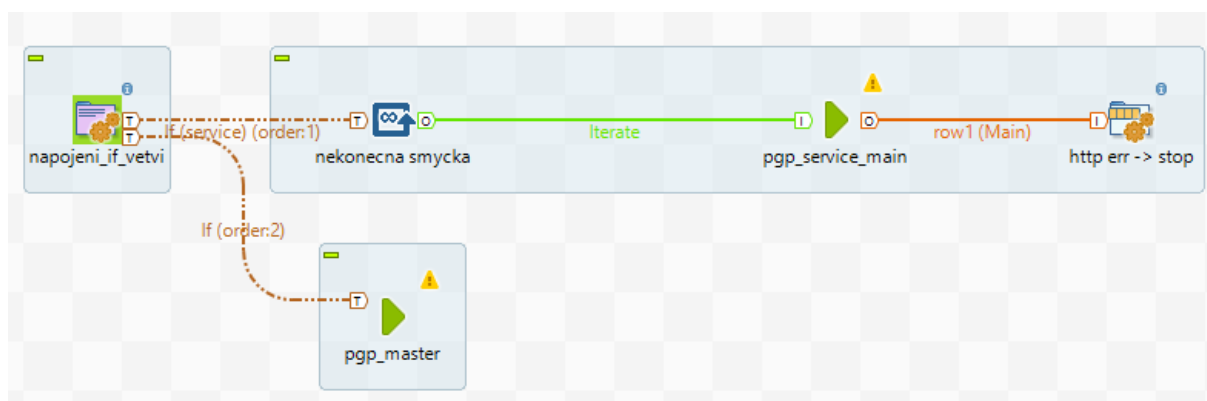 If (service) (order:1)
Iterate
row1 (Main)
napojeni_if_vetvi
nekonecna smycka
pgp_service_main
http err -> stop
If (order:2)
pgp_master
T
T
T
O
I
O
I
T